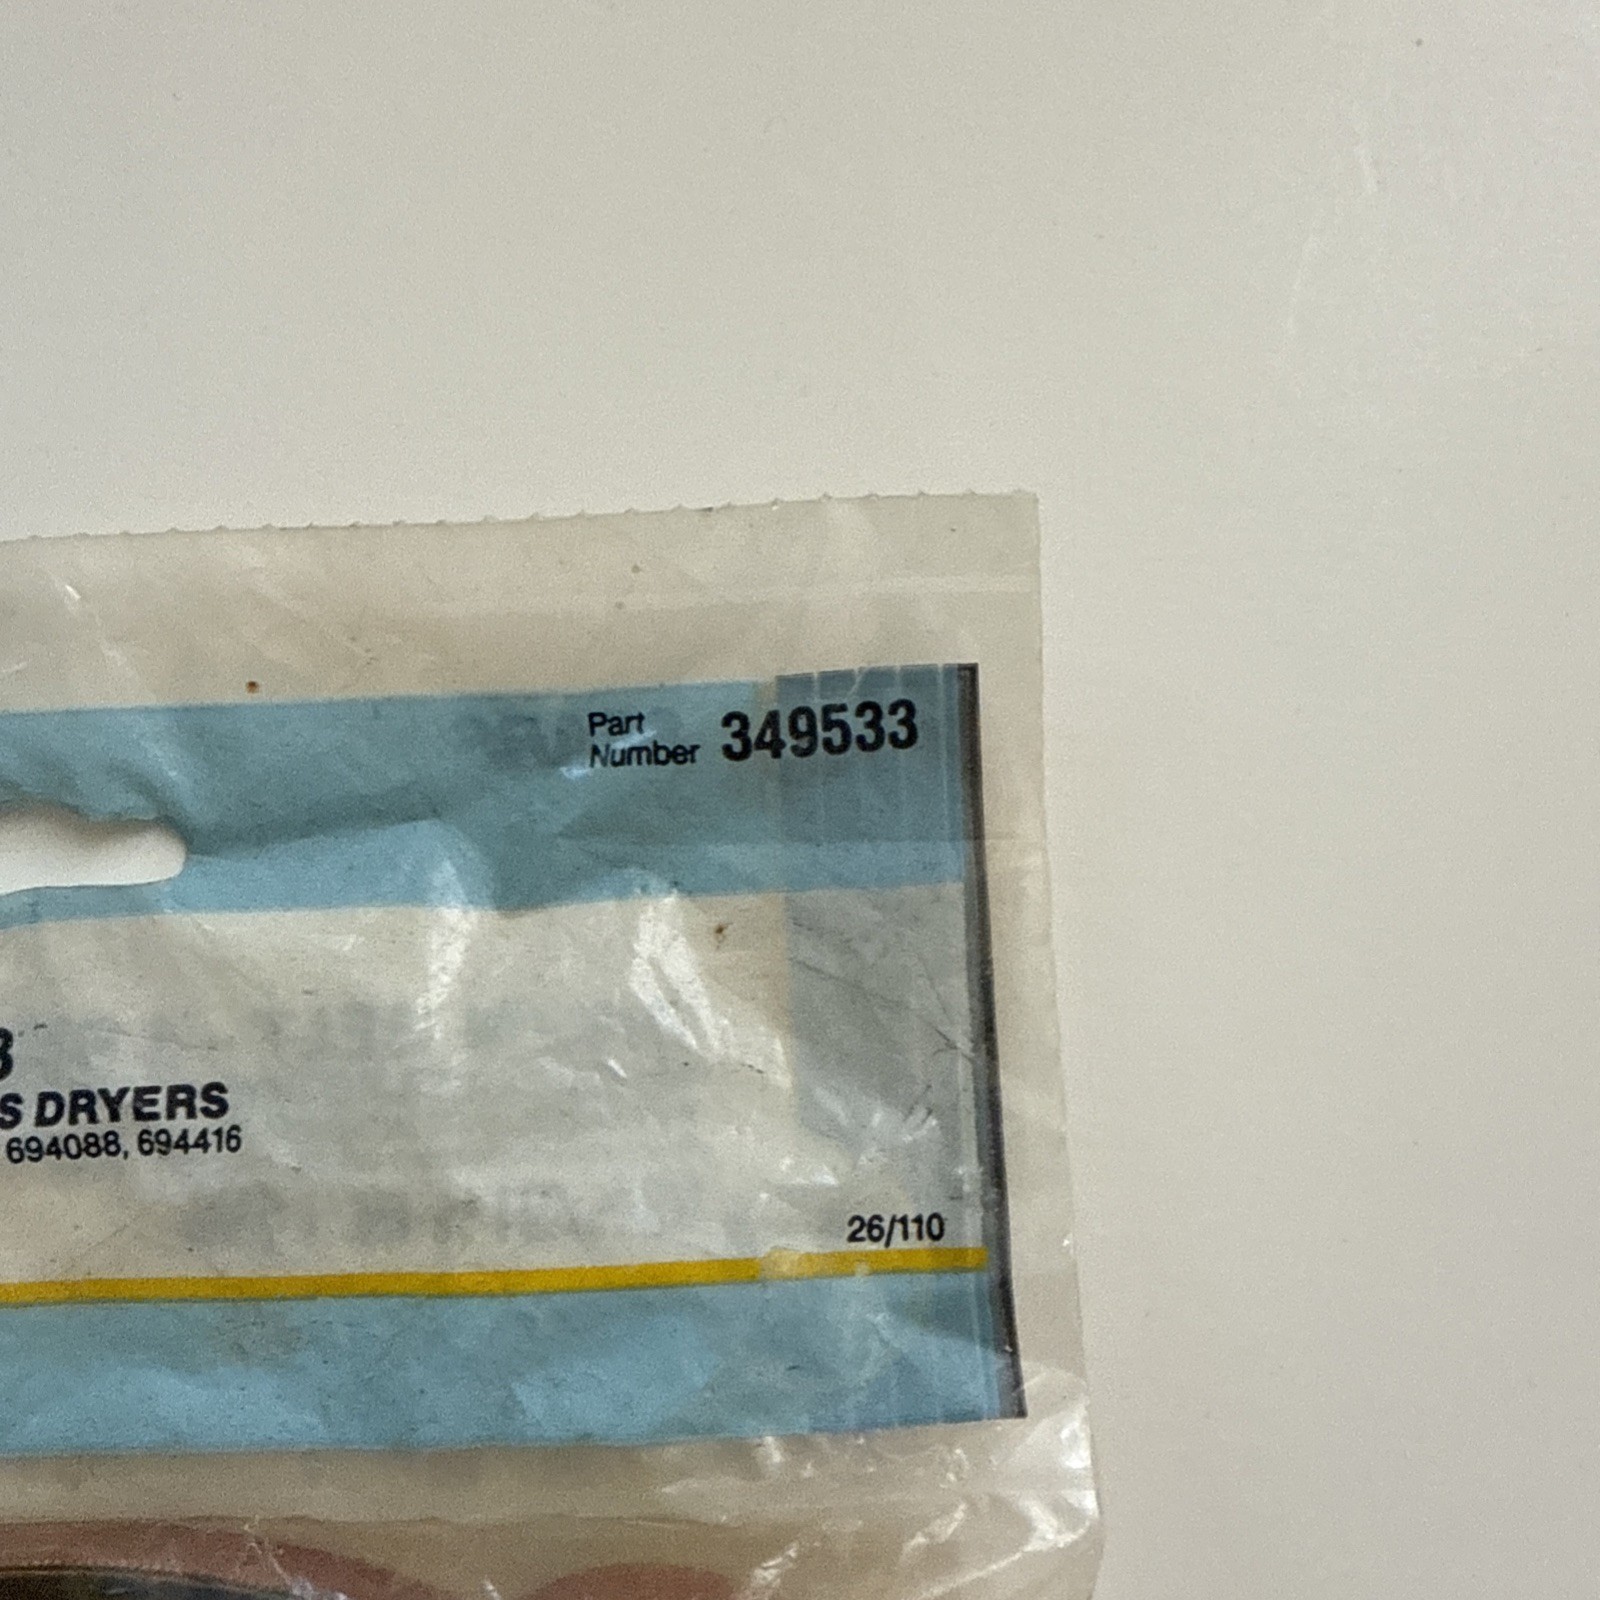 Part
Number 349533
S DRYERS
694088, 694416
26/110